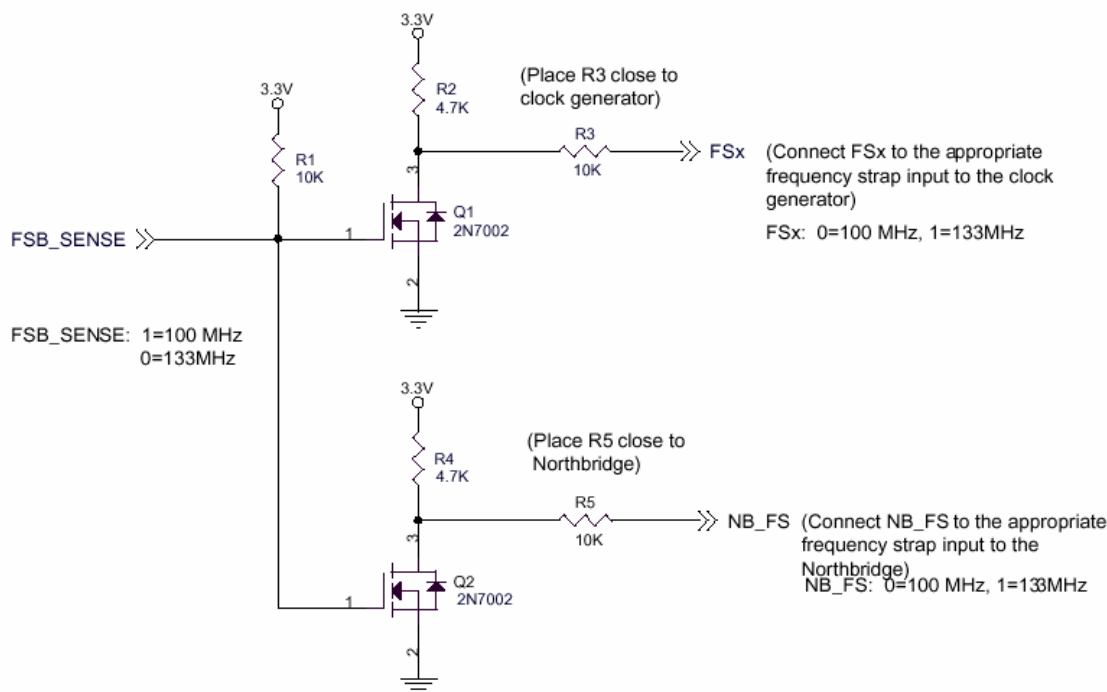 3.3V
R2
4.7K
(Place R3 close to
clock generator)
3.3V
R1
10K
R3
10K
FSx
(Connect FSx to the appropriate
frequency strap input to the clock
generator)
FSx: 0=100 MHz, 1=133MHz
3
Q1
2N7002
1
2
FSB_SENSE
FSB_SENSE: 1=100 MHz
0=133MHz
3.3V
R4
4.7K
(Place R5 close to
Northbridge)
R5
10K
NB_FS
(Connect NB_FS to the appropriate
frequency strap input to the
Northbridge)
NB_FS: 0=100 MHz, 1=133MHz
3
Q2
2N7002
1
2